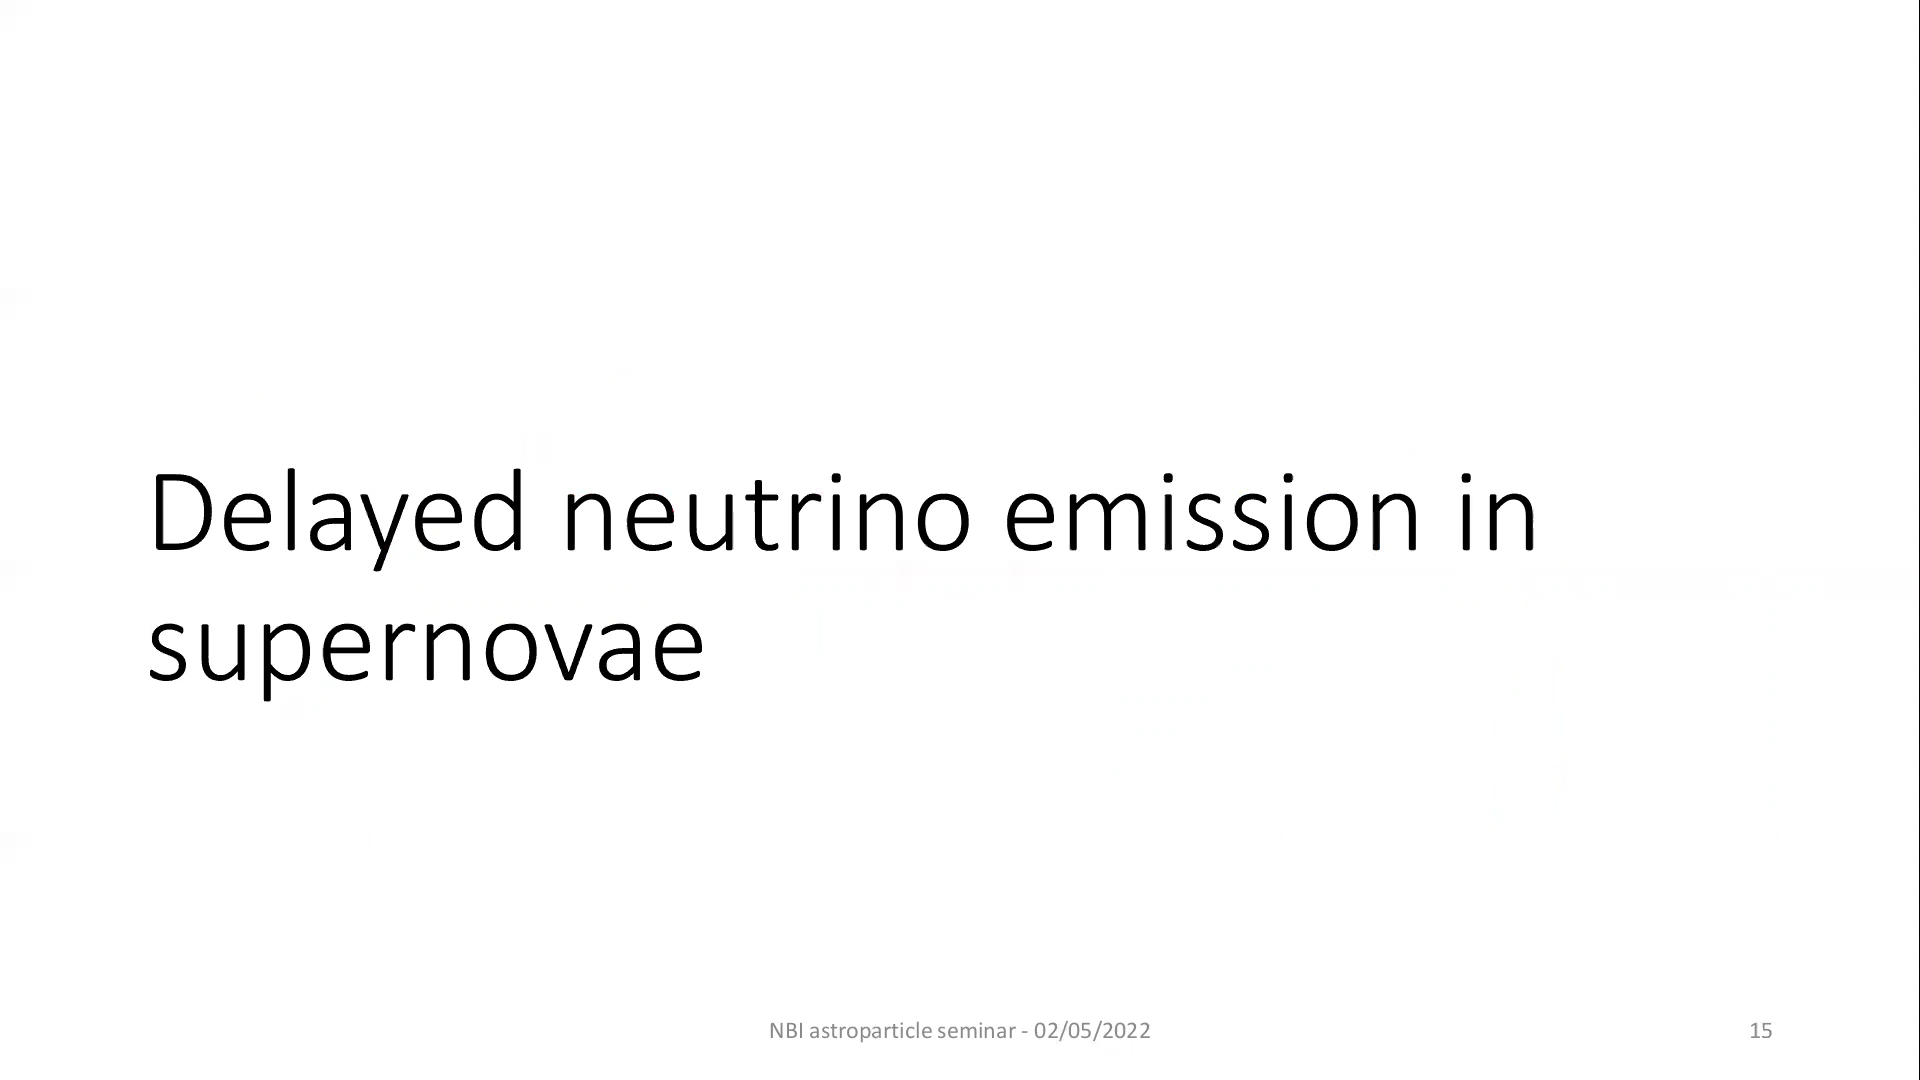 Delayed neutrino emission in
supernovae
NBI astroparticle seminar - 02/05/2022
15